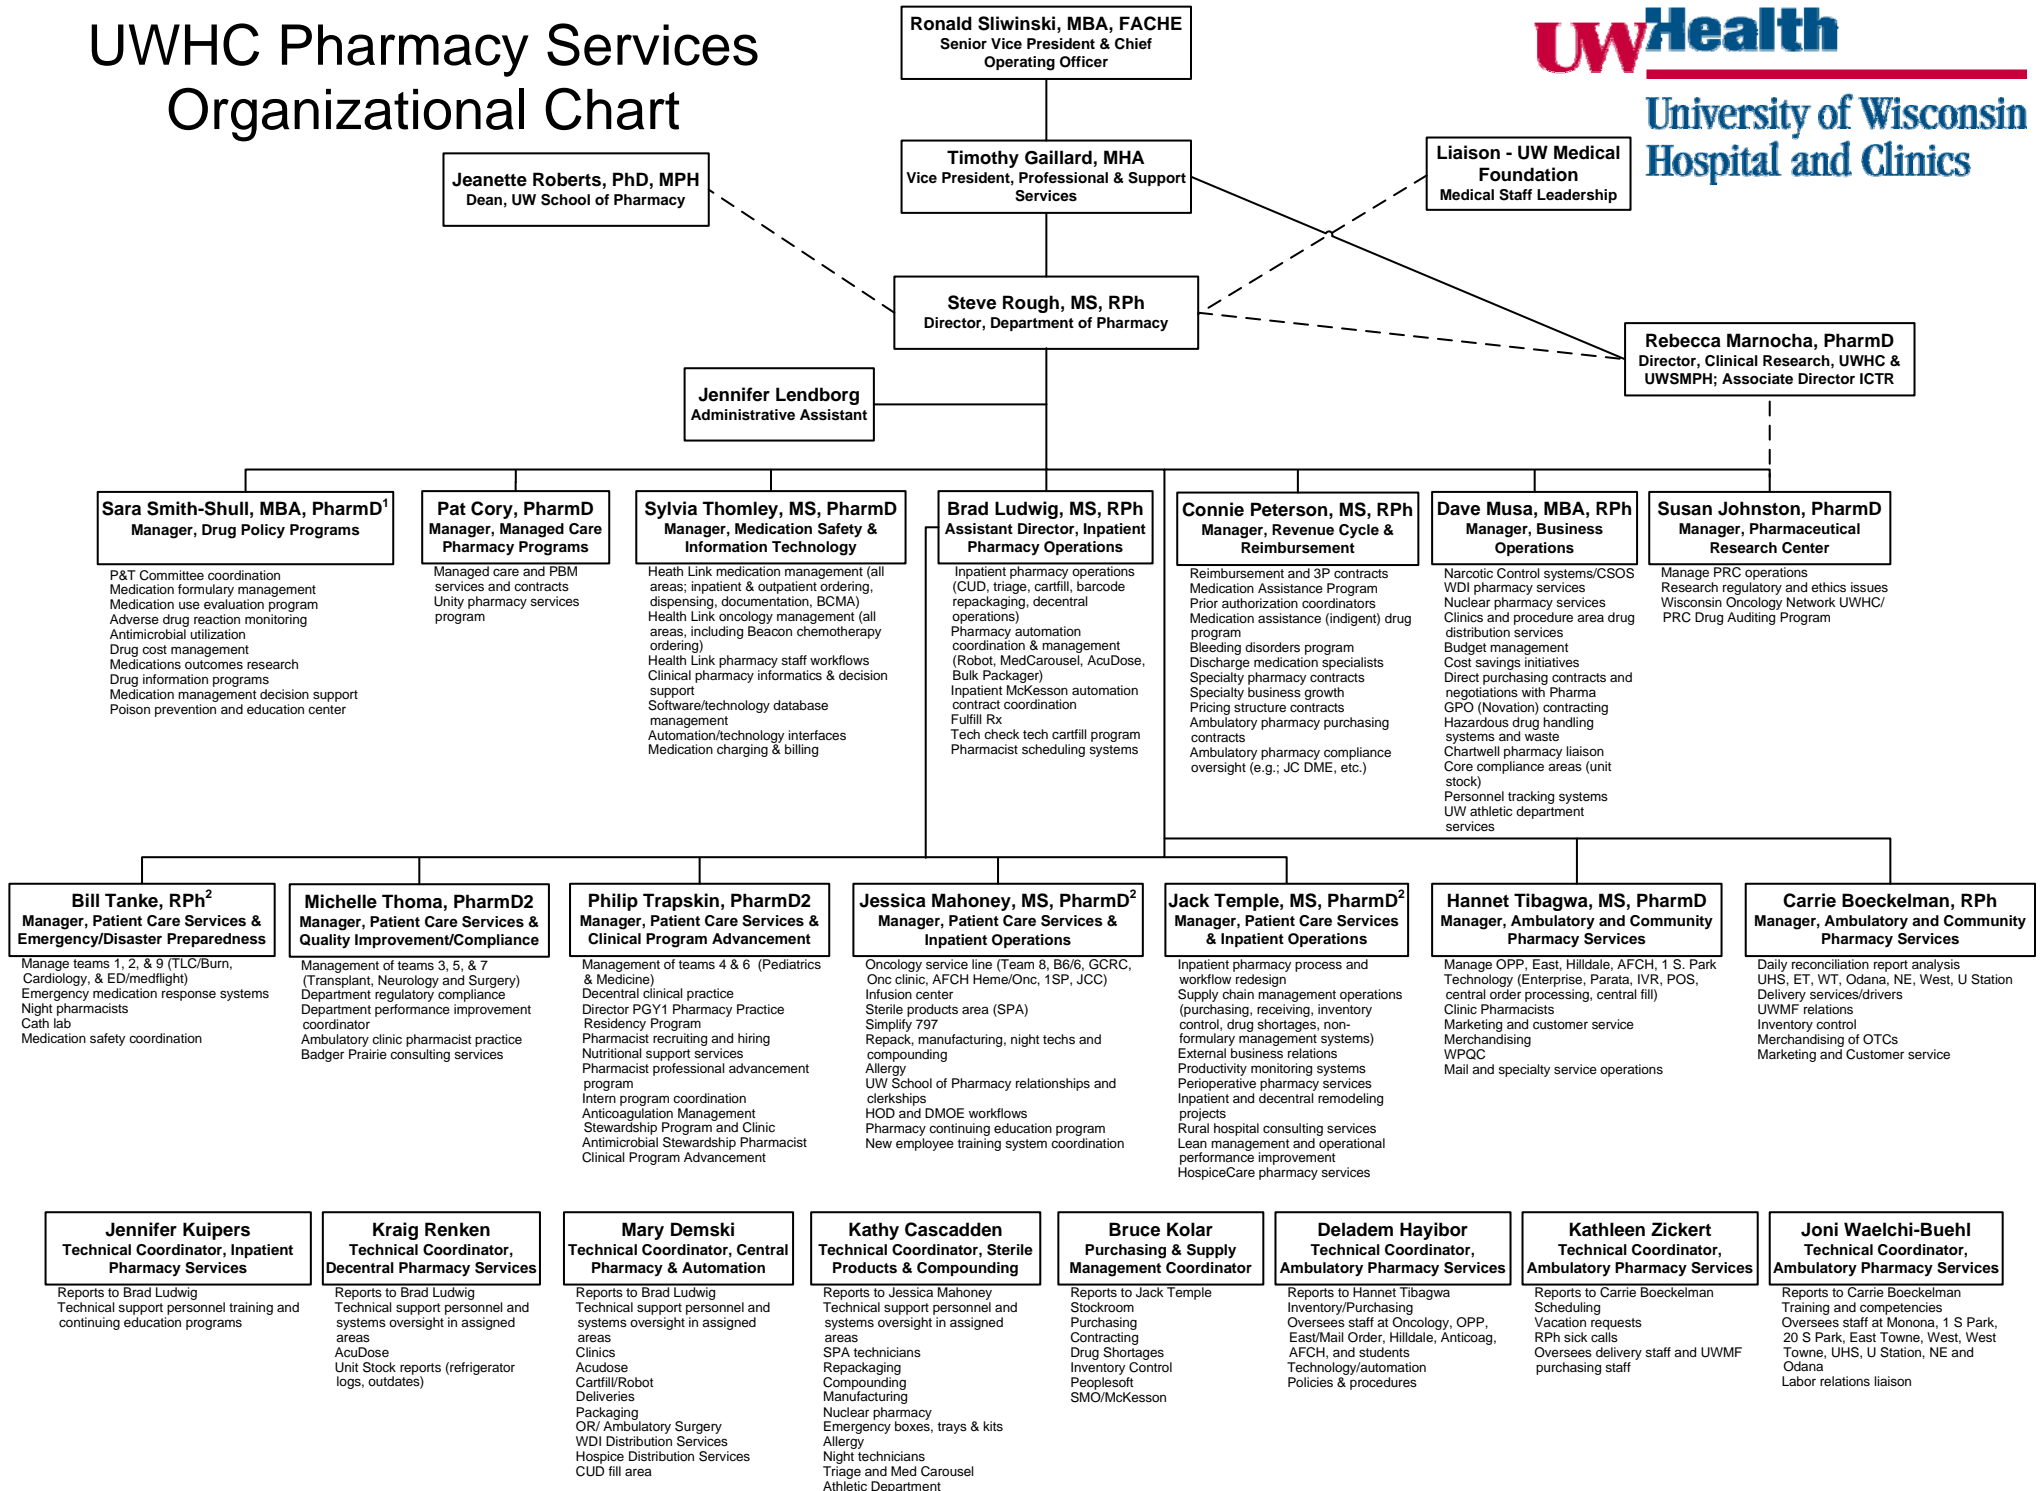 UWHC Pharmacy Services
Organizational Chart
Ronald Sliwinski, MBA, FACHE
Senior Vice President & Chief
Operating Officer
UWHealth
University of Wisconsin
Hospital and Clinics
Timothy Gaillard, MHA
Vice President, Professional & Support
Services
Liaison - UW Medical
Foundation
Medical Staff Leadership
Jeanette Roberts, PhD, MPH
Dean, UW School of Pharmacy
Steve Rough, MS, RPh
Director, Department of Pharmacy
Rebecca Marnocha, PharmD
Director, Clinical Research, UWHC &
UWSMPH; Associate Director ICTR
Jennifer Lendborg
Administrative Assistant
Sara Smith-Shull, MBA, PharmD1
Manager, Drug Policy Programs
P&T Committee coordination
Medication formulary management
Medication use evaluation program
Adverse drug reaction monitoring
Antimicrobial utilization
Drug cost management
Medications outcomes research
Drug information programs
Medication management decision support
Poison prevention and education center
Pat Cory, PharmD
Manager, Managed Care
Pharmacy Programs
Managed care and PBM
services and contracts
Unity pharmacy services
program
Sylvia Thomley, MS, PharmD
Manager, Medication Safety &
Information Technology
Heath Link medication management (all
areas; inpatient & outpatient ordering,
dispensing, documentation, BCMA)
Health Link oncology management (all
areas, including Beacon chemotherapy
ordering)
Health Link pharmacy staff workflows
Clinical pharmacy informatics & decision
support
Software/technology database
management
Automation/technology interfaces
Medication charging & billing
Brad Ludwig, MS, RPh
Assistant Director, Inpatient
Pharmacy Operations
Inpatient pharmacy operations
(CUD, triage, cartfill, barcode
repackaging, decentral
operations)
Pharmacy automation
coordination & management
(Robot, MedCarousel, AcuDose,
Bulk Packager)
Inpatient McKesson automation
contract coordination
Fulfill Rx
Tech check tech cartfill program
Pharmacist scheduling systems
Connie Peterson, MS, RPh
Manager, Revenue Cycle &
Reimbursement
Reimbursement and 3P contracts
Medication Assistance Program
Prior authorization coordinators
Medication assistance (indigent) drug
program
Bleeding disorders program
Discharge medication specialists
Specialty pharmacy contracts
Specialty business growth
Pricing structure contracts
Ambulatory pharmacy purchasing
contracts
Ambulatory pharmacy compliance
oversight (e.g.; JC DME, etc.)
Dave Musa, MBA, RPh
Manager, Business
Operations
Narcotic Control systems/CSOS
WDI pharmacy services
Nuclear pharmacy services
Clinics and procedure area drug
distribution services
Budget management
Cost savings initiatives
Direct purchasing contracts and
negotiations with Pharma
GPO (Novation) contracting
Hazardous drug handling
systems and waste
Chartwell pharmacy liaison
Core compliance areas (unit
stock)
Personnel tracking systems
UW athletic department
services
Susan Johnston, PharmD
Manager, Pharmaceutical
Research Center
Manage PRC operations
Research regulatory and ethics issues
Wisconsin Oncology Network UWHC/
PRC Drug Auditing Program
Bill Tanke, RPh2
Manager, Patient Care Services &
Emergency/Disaster Preparedness
Manage teams 1, 2, & 9 (TLC/Burn,
Cardiology, & ED/medflight)
Emergency medication response systems
Night pharmacists
Cath lab
Medication safety coordination
Michelle Thoma, PharmD2
Manager, Patient Care Services &
Quality Improvement/Compliance
Management of teams 3, 5, & 7
(Transplant, Neurology and Surgery)
Department regulatory compliance
Department performance improvement
coordinator
Ambulatory clinic pharmacist practice
Badger Prairie consulting services
Philip Trapskin, PharmD2
Manager, Patient Care Services &
Clinical Program Advancement
Management of teams 4 & 6 (Pediatrics
& Medicine)
Decentral clinical practice
Director PGY1 Pharmacy Practice
Residency Program
Pharmacist recruiting and hiring
Nutritional support services
Pharmacist professional advancement
program
Intern program coordination
Anticoagulation Management
Stewardship Program and Clinic
Antimicrobial Stewardship Pharmacist
Clinical Program Advancement
Jessica Mahoney, MS, PharmD2
Manager, Patient Care Services &
Inpatient Operations
Oncology service line (Team 8, B6/6, GCRC,
Onc clinic, AFCH Heme/Onc, 1SP, JCC)
Infusion center
Sterile products area (SPA)
Simplify 797
Repack, manufacturing, night techs and
compounding
Allergy
UW School of Pharmacy relationships and
clerkships
HOD and DMOE workflows
Pharmacy continuing education program
New employee training system coordination
Jack Temple, MS, PharmD2
Manager, Patient Care Services
& Inpatient Operations
Inpatient pharmacy process and
workflow redesign
Supply chain management operations
(purchasing, receiving, inventory
control, drug shortages, non-
formulary management systems)
External business relations
Productivity monitoring systems
Perioperative pharmacy services
Inpatient and decentral remodeling
projects
Rural hospital consulting services
Lean management and operational
performance improvement
HospiceCare pharmacy services
Hannet Tibagwa, MS, PharmD
Manager, Ambulatory and Community
Pharmacy Services
Manage OPP, East, Hilldale, AFCH, 1 S. Park
Technology (Enterprise, Parata, IVR, POS,
central order processing, central fill)
Clinic Pharmacists
Marketing and customer service
Merchandising
WPQC
Mail and specialty service operations
Carrie Boeckelman, RPh
Manager, Ambulatory and Community
Pharmacy Services
Daily reconciliation report analysis
UHS, ET, WT, Odana, NE, West, U Station
Delivery services/drivers
UWMF relations
Inventory control
Merchandising of OTCs
Marketing and Customer service
Jennifer Kuipers
Technical Coordinator, Inpatient
Pharmacy Services
Reports to Brad Ludwig
Technical support personnel training and
continuing education programs
Kraig Renken
Technical Coordinator,
Decentral Pharmacy Services
Reports to Brad Ludwig
Technical support personnel and
systems oversight in assigned
areas
AcuDose
Unit Stock reports (refrigerator
logs, outdates)
Mary Demski
Technical Coordinator, Central
Pharmacy & Automation
Reports to Brad Ludwig
Technical support personnel and
systems oversight in assigned
areas
Clinics
Acudose
Cartfill/Robot
Deliveries
Packaging
OR/ Ambulatory Surgery
WDI Distribution Services
Hospice Distribution Services
CUD fill area
Kathy Cascadden
Technical Coordinator, Sterile
Products & Compounding
Reports to Jessica Mahoney
Technical support personnel and
systems oversight in assigned
areas
SPA technicians
Repackaging
Compounding
Manufacturing
Nuclear pharmacy
Emergency boxes, trays & kits
Allergy
Night technicians
Triage and Med Carousel
Athletic Department
Bruce Kolar
Purchasing & Supply
Management Coordinator
Reports to Jack Temple
Stockroom
Purchasing
Contracting
Drug Shortages
Inventory Control
Peoplesoft
SMO/McKesson
Deladem Hayibor
Technical Coordinator,
Ambulatory Pharmacy Services
Reports to Hannet Tibagwa
Inventory/Purchasing
Oversees staff at Oncology, OPP,
East/Mail Order, Hilldale, Anticoag,
AFCH, and students
Technology/automation
Policies & procedures
Kathleen Zickert
Technical Coordinator,
Ambulatory Pharmacy Services
Reports to Carrie Boeckelman
Scheduling
Vacation requests
RPh sick calls
Oversees delivery staff and UWMF
purchasing staff
Joni Waelchi-Buehl
Technical Coordinator,
Ambulatory Pharmacy Services
Reports to Carrie Boeckelman
Training and competencies
Oversees staff at Monona, 1 S Park,
20 S Park, East Towne, West, West
Towne, UHS, U Station, NE and
Odana
Labor relations liaison